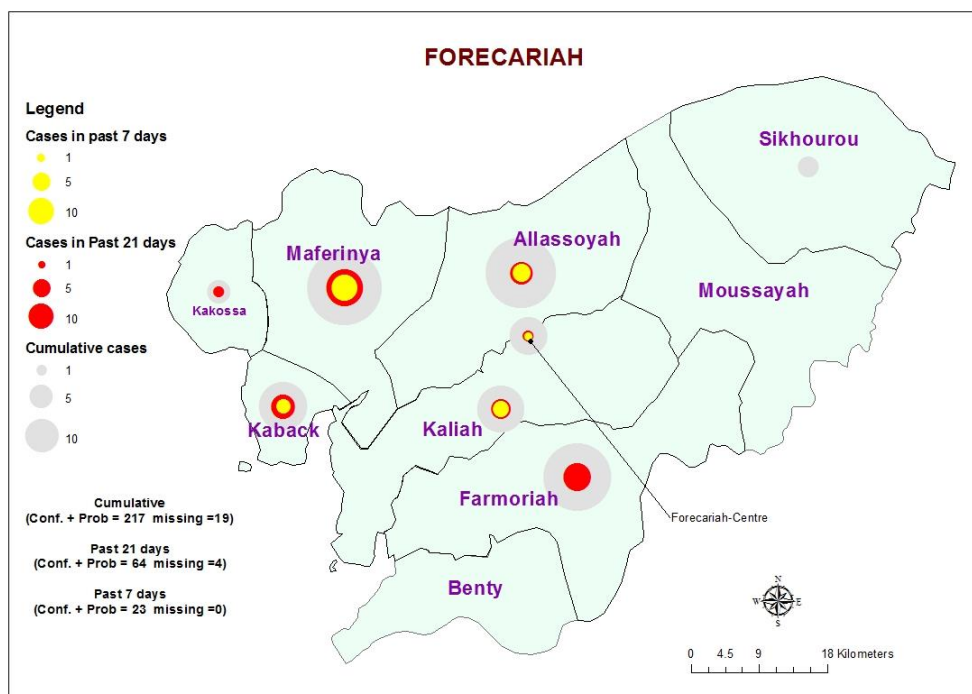 FORECARIAH
Legend
Cases in past 7 days
1
5
10
Cases in Past 21 days
1
5
10
Cumulative cases
1
5
10
Sikhourou
Allassoyah
Maferinya
Moussayah
Kakossa
Kaback
Kaliah
Farmoriah
Forecariah-Centre
Benty
Cumulative
(Conf. + Prob = 217 missing =19)
Past 21 days
(Conf. + Prob = 64 missing =4)
Past 7 days
(Conf. + Prob = 23 missing =0)
N
W E
S
0 4.5 9 18 Kilometers